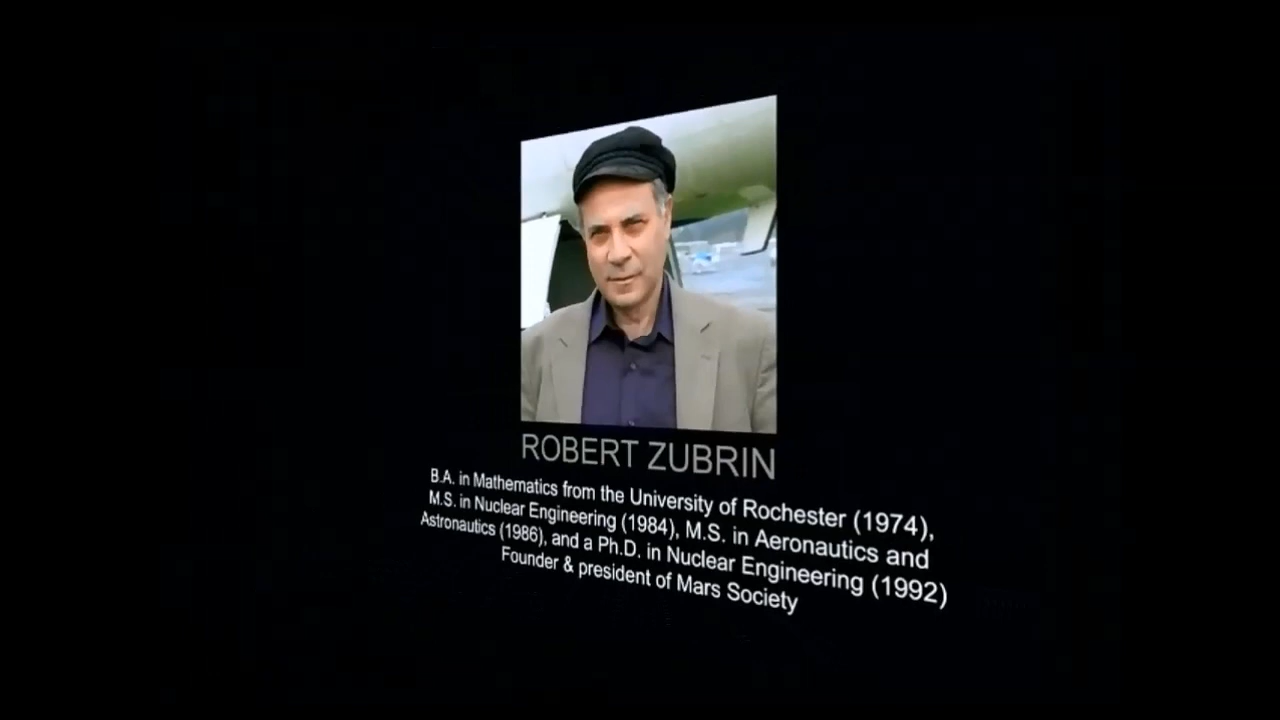 ROBERT ZUBRIN
B.A. in Mathematics from the University of Rochester (1974),
M.S. in Nuclear Engineering (1984), M.S. in Aeronautics and
Astronautics (1986), and a Ph.D. in Nuclear Engineering (1992)
Founder & president of Mars Society